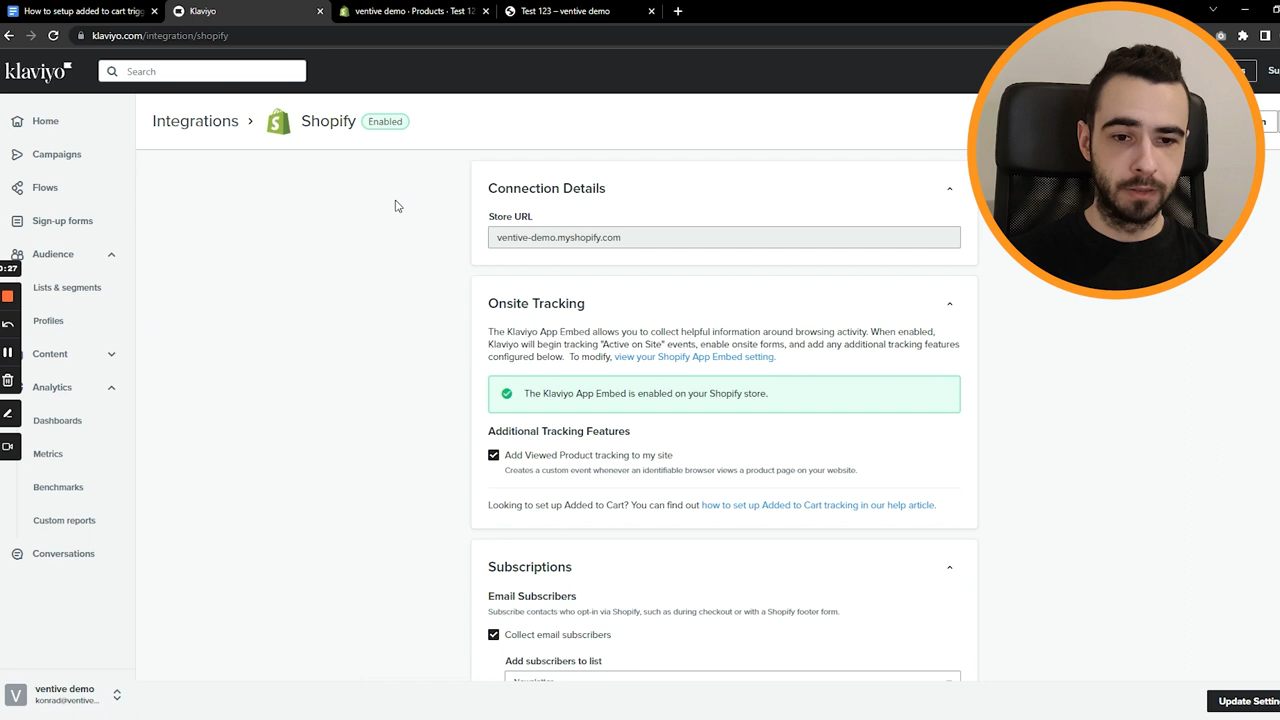 How to setup added to cart trigg
Klaviyo
ventive demo · Products · Test 12
Test 123 – ventive demo
klaviyo.com/integration/shopify
klaviyo
Search
Integrations
Shopify
Enabled
Home
Campaigns
Flows
Sign-up forms
Audience
Lists & segments
Profiles
Content
Analytics
Dashboards
Metrics
Benchmarks
Custom reports
Conversations
0:27
Connection Details
Store URL
ventive-demo.myshopify.com
Onsite Tracking
The Klaviyo App Embed allows you to collect helpful information around browsing activity. When enabled,
Klaviyo will begin tracking "Active on Site" events, enable onsite forms, and add any additional tracking features
configured below. To modify, view your Shopify App Embed setting.
The Klaviyo App Embed is enabled on your Shopify store.
Additional Tracking Features
Add Viewed Product tracking to my site
Creates a custom event whenever an identifiable browser views a product page on your website.
Looking to set up Added to Cart? You can find out how to set up Added to Cart tracking in our help article.
Subscriptions
Email Subscribers
Subscribe contacts who opt-in via Shopify, such as during checkout or with a Shopify footer form.
Collect email subscribers
Add subscribers to list
V
ventive demo
konrad@ventive...
Update Settin